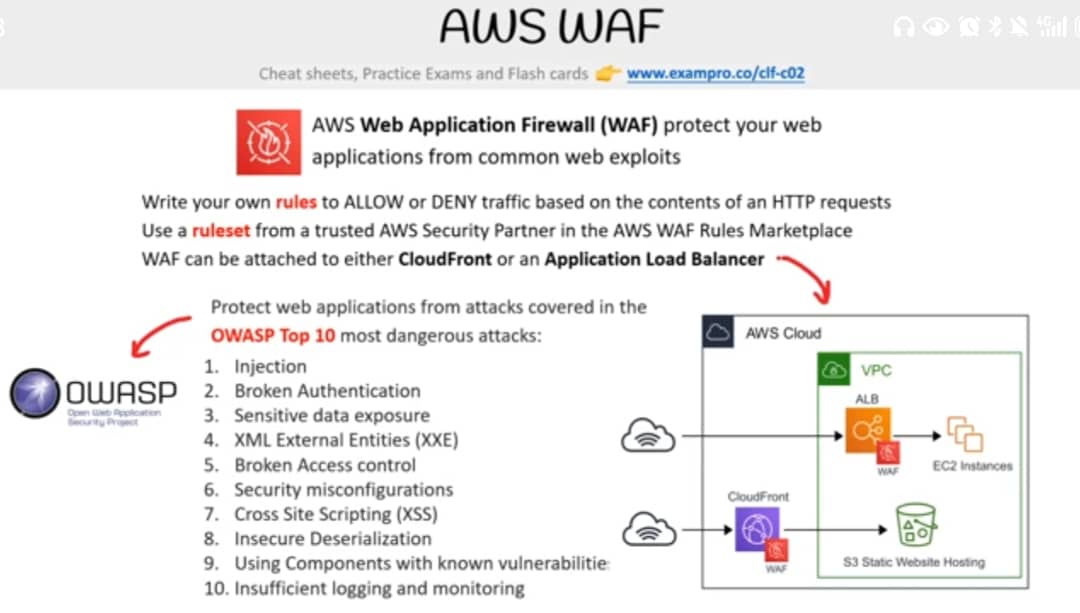 AWS WAF
Cheat sheets, Practice Exams and Flash cards 👉 www.exampro.co/clf-c02
AWS Web Application Firewall (WAF) protect your web
applications from common web exploits
Write your own rules to ALLOW or DENY traffic based on the contents of an HTTP requests
Use a ruleset from a trusted AWS Security Partner in the AWS WAF Rules Marketplace
WAF can be attached to either CloudFront or an Application Load Balancer
Protect web applications from attacks covered in the
OWASP Top 10 most dangerous attacks:
1. Injection
2. Broken Authentication
3. Sensitive data exposure
4. XML External Entities (XXE)
5. Broken Access control
6. Security misconfigurations
7. Cross Site Scripting (XSS)
8. Insecure Deserialization
9. Using Components with known vulnerabilitie
10. Insufficient logging and monitoring
OWASP
Open Web Application
Security Project
AWS Cloud
VPC
ALB
WAF
EC2 Instances
CloudFront
WAF
S3 Static Website Hosting